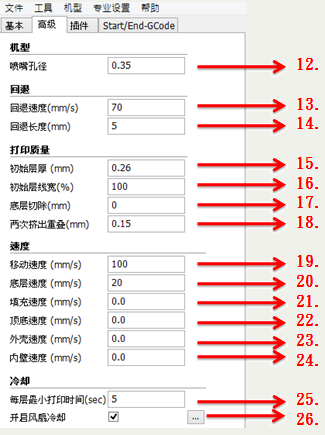 文件 工具 机型 专业设置 帮助
基本 高级 插件 Start/End-GCode
机型
喷嘴孔径 0.35 12.
回退
回退速度(mm/s) 70 13.
回退长度(mm) 5 14.
打印质量
初始层厚 (mm) 0.26 15.
初始层线宽(%) 100 16.
底层切除(mm) 0 17.
两次挤出重叠(mm) 0.15 18.
速度
移动速度 (mm/s) 100 19.
底层速度 (mm/s) 20 20.
填充速度 (mm/s) 0.0 21.
顶底速度 (mm/s) 0.0 22.
外壳速度 (mm/s) 0.0 23.
内壁速度 (mm/s) 0.0 24.
冷却
每层最小打印时间(sec) 5 25.
开启风扇冷却 ... 26.